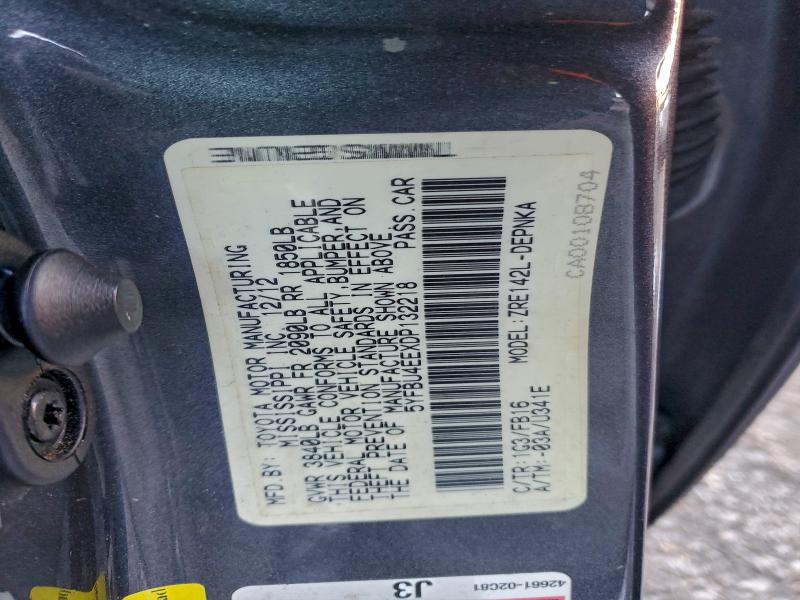 MFD. BY: TOYOTA MOTOR MANUFACTURING
MISSISSIPPI INC. 12/12
GVWR 3840LB GAWR FR 2090LB RR 1850LB
THIS VEHICLE CONFORMS TO ALL APPLICABLE
FEDERAL MOTOR VEHICLE SAFETY, BUMPER, AND
THEFT PREVENTION STANDARDS IN EFFECT ON
THE DATE OF MANUFACTURE SHOWN ABOVE.
5YFBU4EEXDP132218 PASS. CAR
C/TR:1G3/FB16 MODEL:ZRE142L-DEPNKA
A/TM:-03A/U341E
CA00108704
J3
42661-02C81